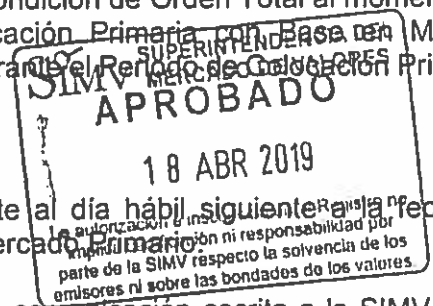 ondición de Orden Total al momen
cación Primaria con Base en M
rante el Período de Colocación Pri
SIMV SUPERINTENDENCIA DEL
MERCADO DE VALORES
APROBADO
18 ABR 2019
te al día hábil siguiente a la fec
ercado Primario.
La autorización e inscripción en el Registro no
implica certificación ni responsabilidad por
parte de la SIMV respecto la solvencia de los
emisores ni sobre las bondades de los valores.
escrita a la SIMV